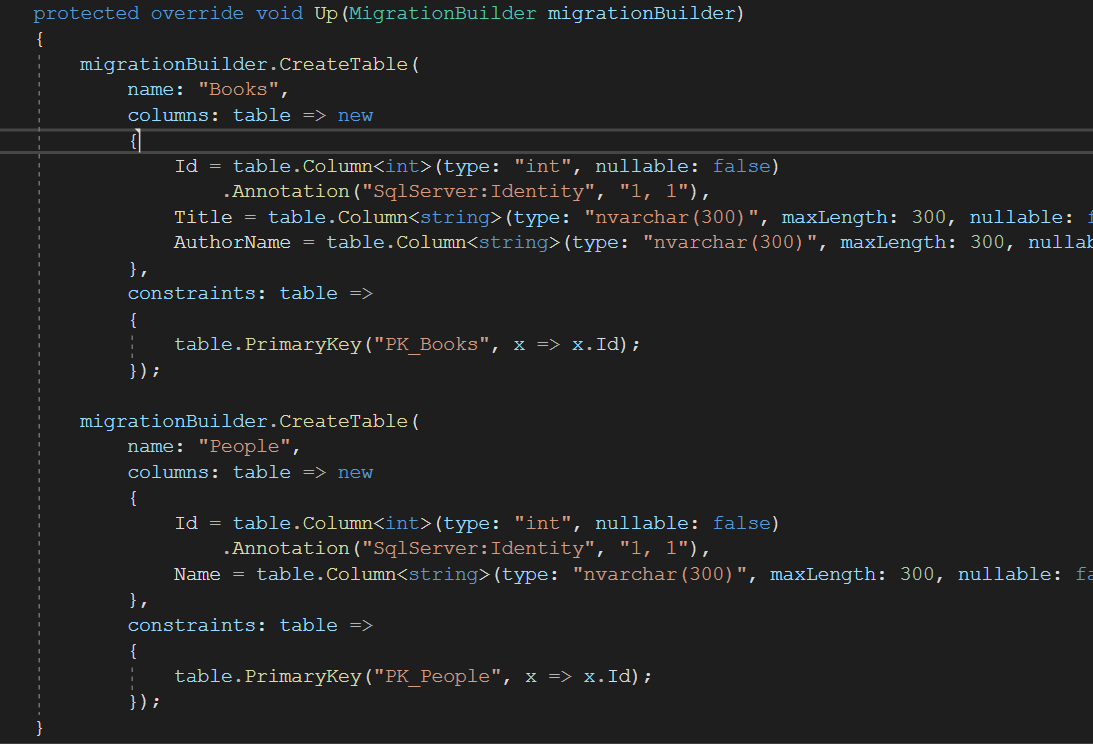 protected override void Up(MigrationBuilder migrationBuilder)
{
migrationBuilder.CreateTable(
name: "Books",
columns: table => new
{
Id = table.Column<int>(type: "int", nullable: false)
.Annotation("SqlServer:Identity", "1, 1"),
Title = table.Column<string>(type: "nvarchar(300)", maxLength: 300, nullable:
AuthorName = table.Column<string>(type: "nvarchar(300)", maxLength: 300,
},
constraints: table =>
{
table.PrimaryKey("PK_Books", x => x.Id);
});
migrationBuilder.CreateTable(
name: "People",
columns: table => new
{
Id = table.Column<int>(type: "int", nullable: false)
.Annotation("SqlServer:Identity", "1, 1"),
Name = table.Column<string>(type: "nvarchar(300)", maxLength: 300, nullable:
},
constraints: table =>
{
table.PrimaryKey("PK_People", x => x.Id);
});
}